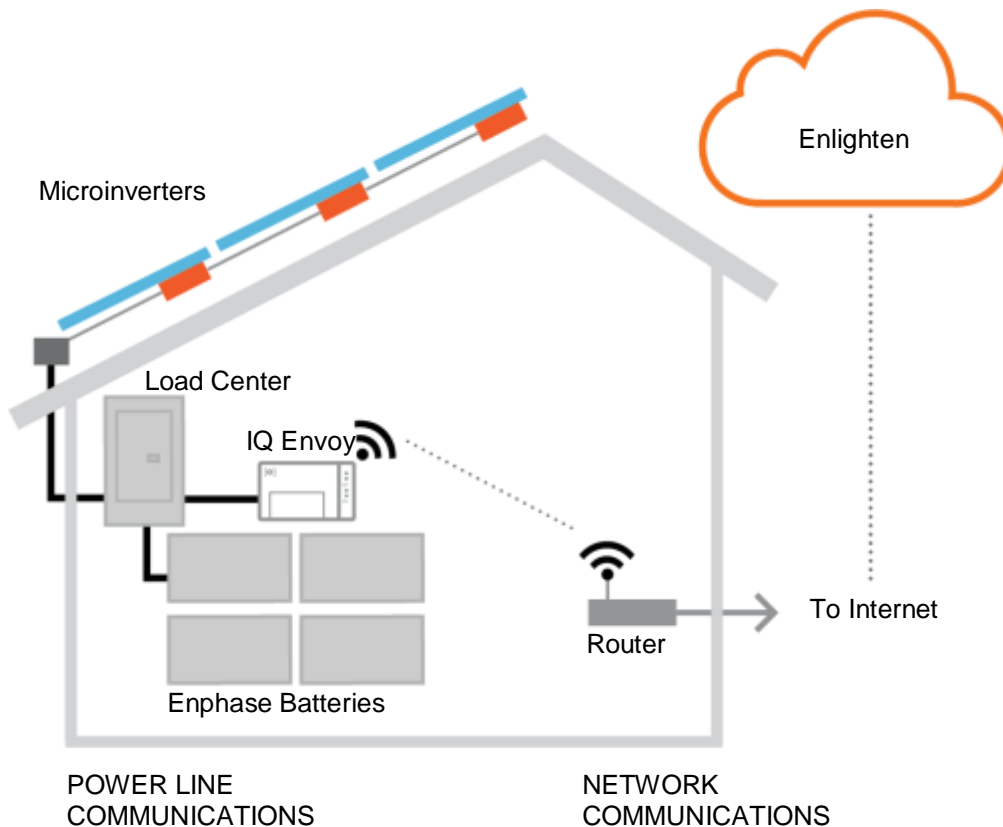 Enlighten
Microinverters
Load Center
IQ Envoy
To Internet
Router
Enphase Batteries
POWER LINE
COMMUNICATIONS
NETWORK
COMMUNICATIONS